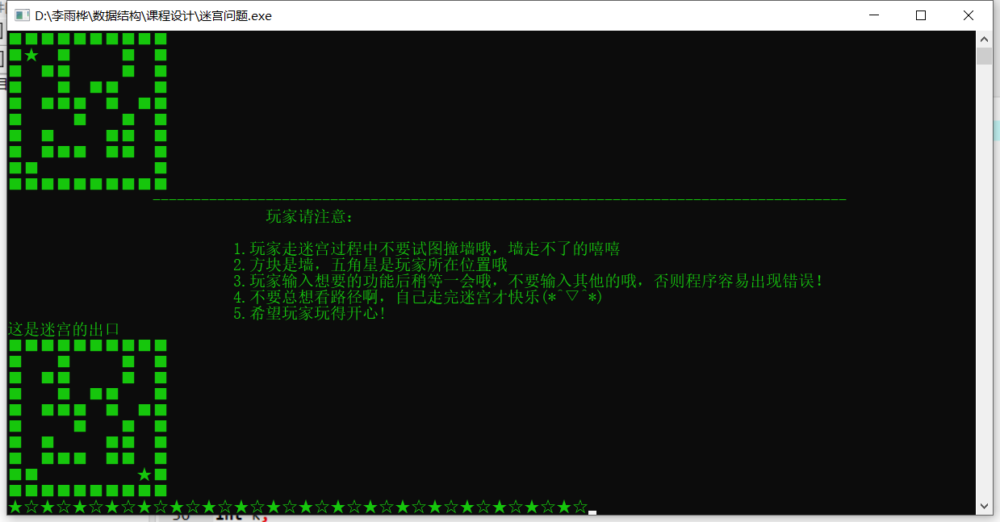 D:\李雨桦\数据结构\课程设计\迷宫问题.exe
玩家请注意：
1.玩家走迷宫过程中不要试图撞墙哦，墙走不了的嘻嘻
2.方块是墙，五角星是玩家所在位置哦
3.玩家输入想要的功能后稍等一会哦，不要输入其他的哦，否则程序容易出现错误！
4.不要总想看路径啊，自己走完迷宫才快乐(*^▽^*)
5.希望玩家玩得开心!
这是迷宫的出口